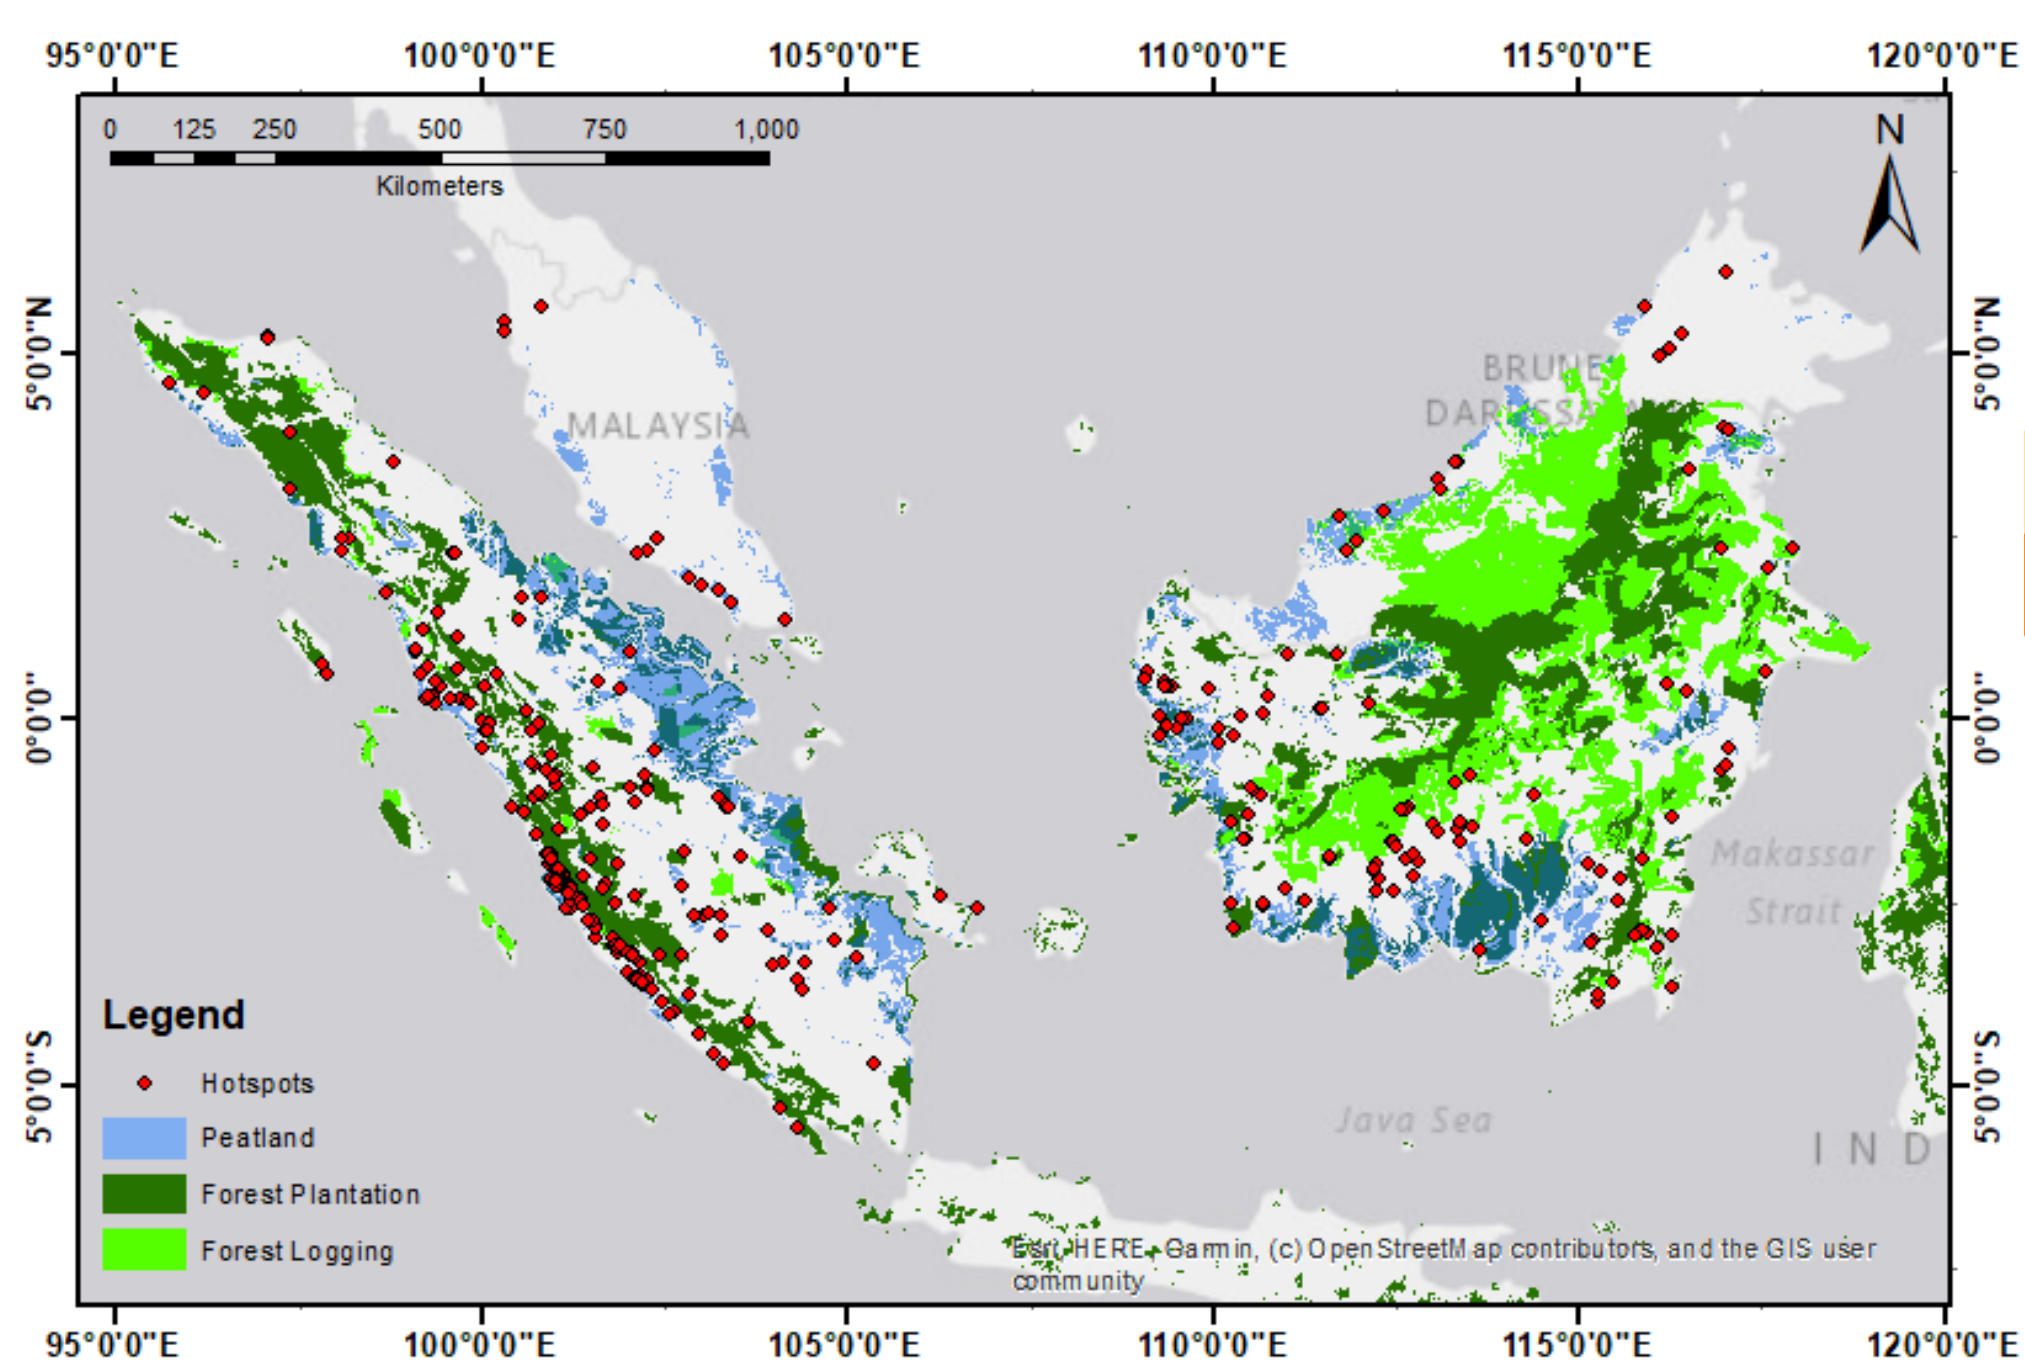 95°0'0"E 100°0'0"E 105°0'0"E 110°0'0"E 115°0'0"E 120°0'0"E
0 125 250 500 750 1,000
Kilometers
N
5°0'0"N
5°0'0"N
BRUNEI
MALAYSIA
0°0'0"
0°0'0"
Makassar
Strait
Legend
Hotspots
Peatland
Forest Plantation
Forest Logging
5°0'0"S
5°0'0"S
Java Sea
IND
Esri, HERE, Garmin, (c) OpenStreetMap contributors, and the GIS user
community
95°0'0"E 100°0'0"E 105°0'0"E 110°0'0"E 115°0'0"E 120°0'0"E